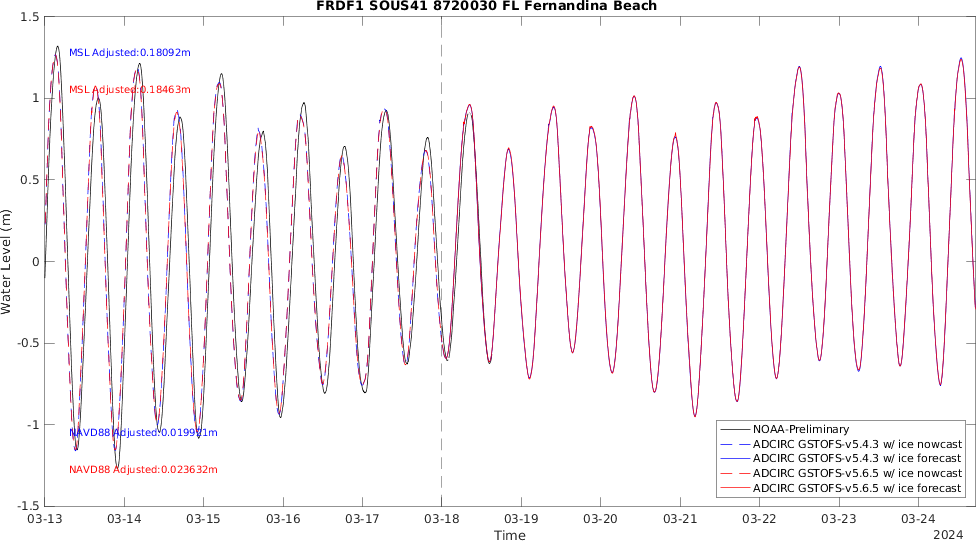 FRDF1 SOUS41 8720030 FL Fernandina Beach
1.5
1
0.5
0
-0.5
-1
-1.5
Water Level (m)
MSL Adjusted:0.18092m
MSL Adjusted:0.18463m
NAVD88 Adjusted:0.019921m
NAVD88 Adjusted:0.023632m
NOAA-Preliminary
ADCIRC GSTOFS-v5.4.3 w/ ice nowcast
ADCIRC GSTOFS-v5.4.3 w/ ice forecast
ADCIRC GSTOFS-v5.6.5 w/ ice nowcast
ADCIRC GSTOFS-v5.6.5 w/ ice forecast
03-13 03-14 03-15 03-16 03-17 03-18 03-19 03-20 03-21 03-22 03-23 03-24
Time
2024